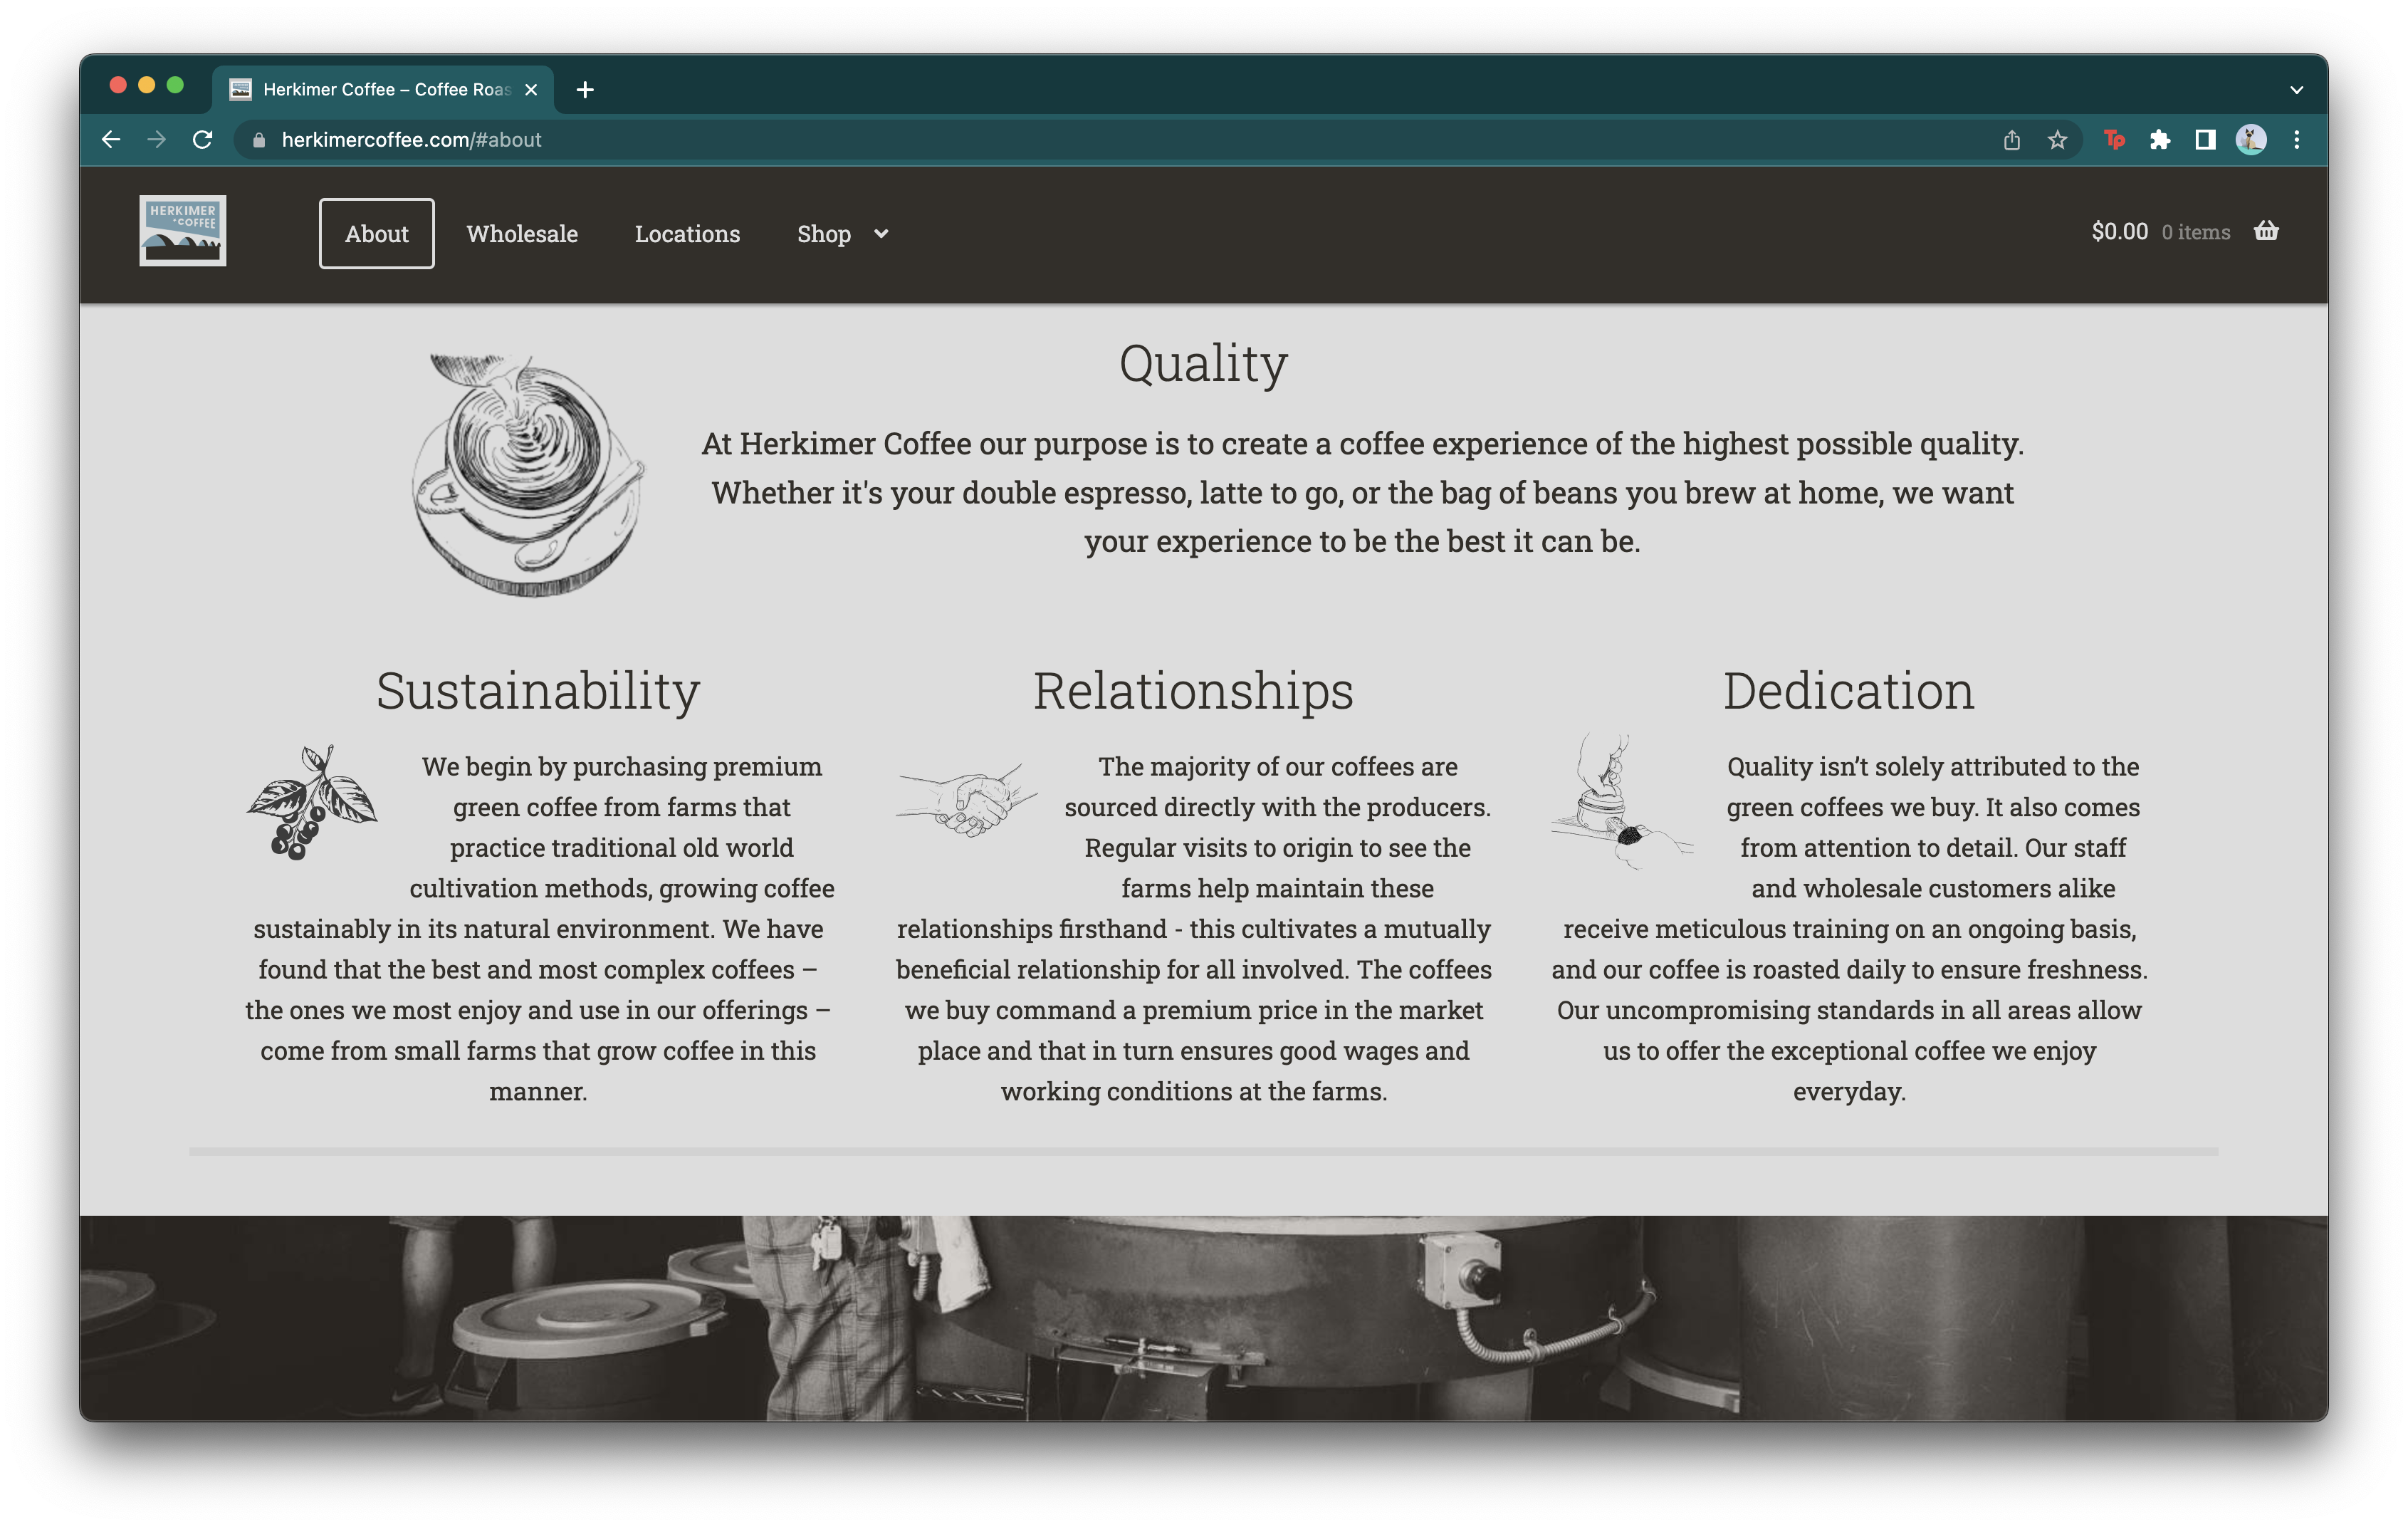 Herkimer Coffee – Coffee Roas
herkimercoffee.com/#about
Tp
HERKIMER
COFFEE
About
Wholesale
Locations
Shop
$0.00 0 items
Quality
At Herkimer Coffee our purpose is to create a coffee experience of the highest possible quality.
Whether it's your double espresso, latte to go, or the bag of beans you brew at home, we want
your experience to be the best it can be.
Sustainability
We begin by purchasing premium
green coffee from farms that
practice traditional old world
cultivation methods, growing coffee
sustainably in its natural environment. We have
found that the best and most complex coffees –
the ones we most enjoy and use in our offerings –
come from small farms that grow coffee in this
manner.
Relationships
The majority of our coffees are
sourced directly with the producers.
Regular visits to origin to see the
farms help maintain these
relationships firsthand - this cultivates a mutually
beneficial relationship for all involved. The coffees
we buy command a premium price in the market
place and that in turn ensures good wages and
working conditions at the farms.
Dedication
Quality isn’t solely attributed to the
green coffees we buy. It also comes
from attention to detail. Our staff
and wholesale customers alike
receive meticulous training on an ongoing basis,
and our coffee is roasted daily to ensure freshness.
Our uncompromising standards in all areas allow
us to offer the exceptional coffee we enjoy
everyday.